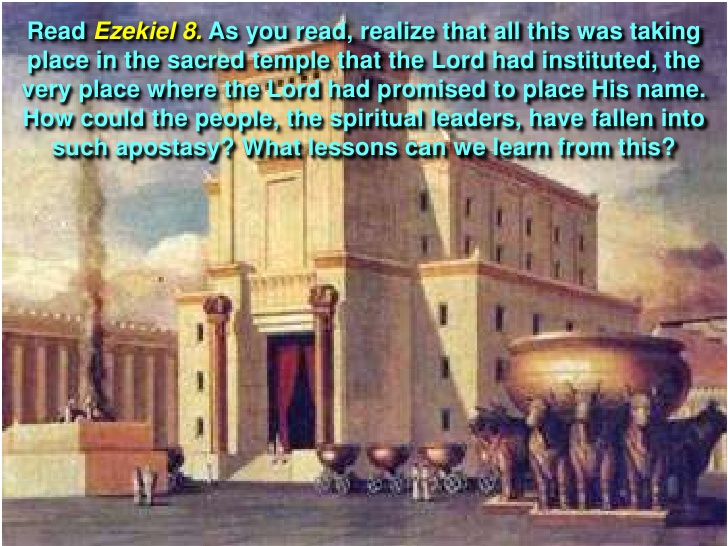 Read Ezekiel 8. As you read, realize that all this was taking
place in the sacred temple that the Lord had instituted, the
very place where the Lord had promised to place His name.
How could the people, the spiritual leaders, have fallen into
such apostasy? What lessons can we learn from this?